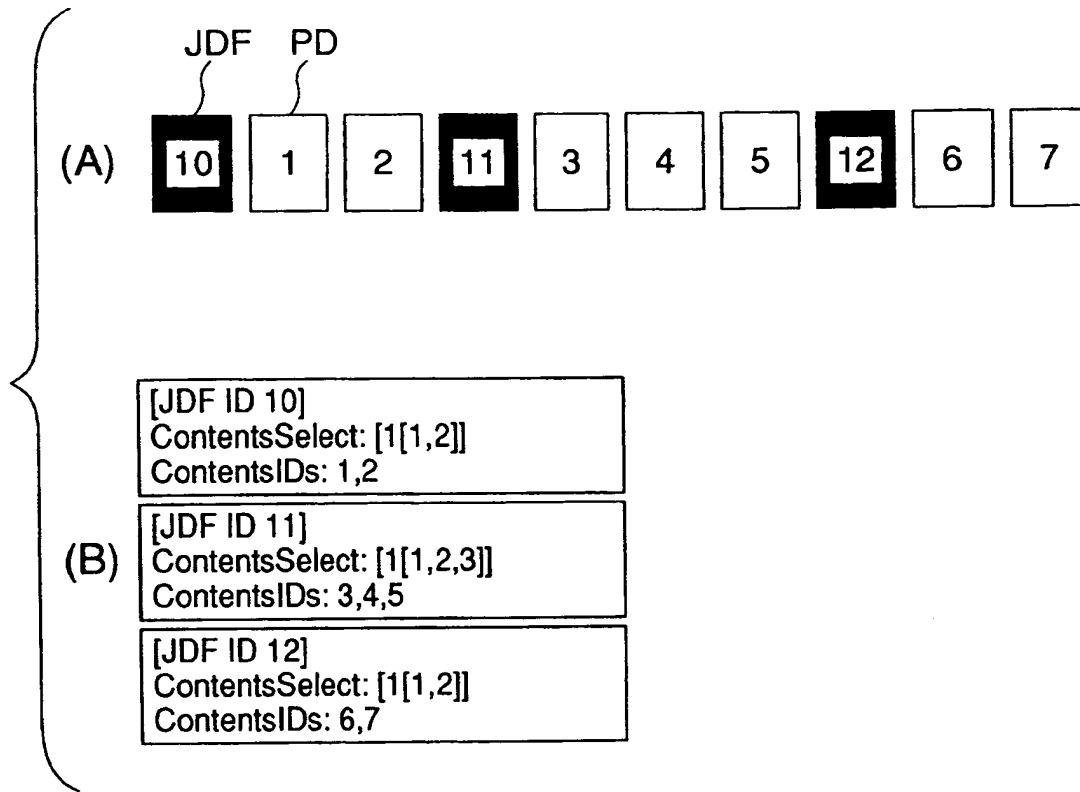 JDF PD
(A) 10 1 2 11 3 4 5 12 6 7
[JDF ID 10]
ContentsSelect: [1[1,2]]
ContentsIDs: 1,2
(B)
[JDF ID 11]
ContentsSelect: [1[1,2,3]]
ContentsIDs: 3,4,5
[JDF ID 12]
ContentsSelect: [1[1,2]]
ContentsIDs: 6,7